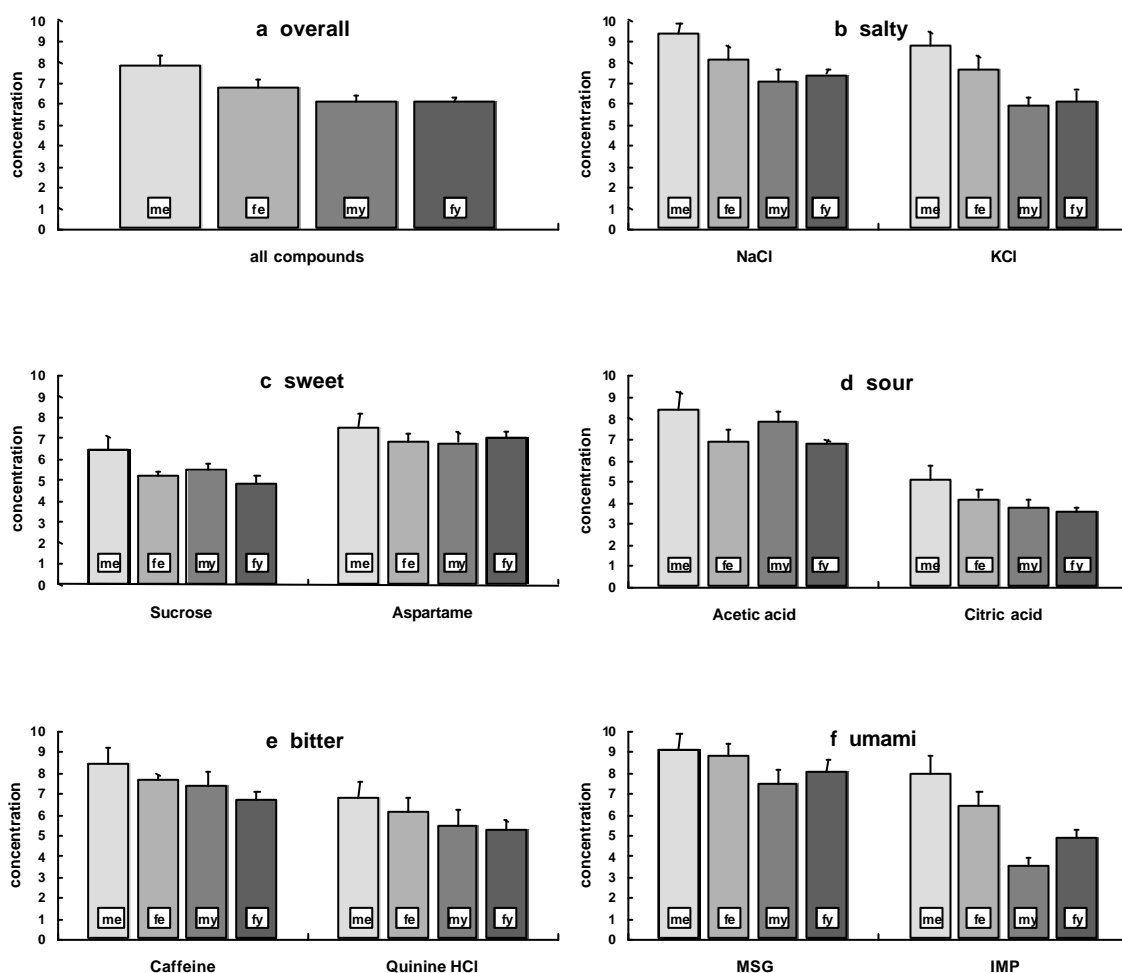 a overall
concentration
10
9
8
7
6
5
4
3
2
1
0
me fe my fy
all compounds
b salty
concentration
10
9
8
7
6
5
4
3
2
1
0
me fe my fy me fe my fy
NaCl KCl
c sweet
concentration
10
9
8
7
6
5
4
3
2
1
0
me fe my fy me fe my fy
Sucrose Aspartame
d sour
concentration
10
9
8
7
6
5
4
3
2
1
0
me fe my fy me fe my fy
Acetic acid Citric acid
e bitter
concentration
10
9
8
7
6
5
4
3
2
1
0
me fe my fy me fe my fy
Caffeine Quinine HCl
f umami
concentration
10
9
8
7
6
5
4
3
2
1
0
me fe my fy me fe my fy
MSG IMP